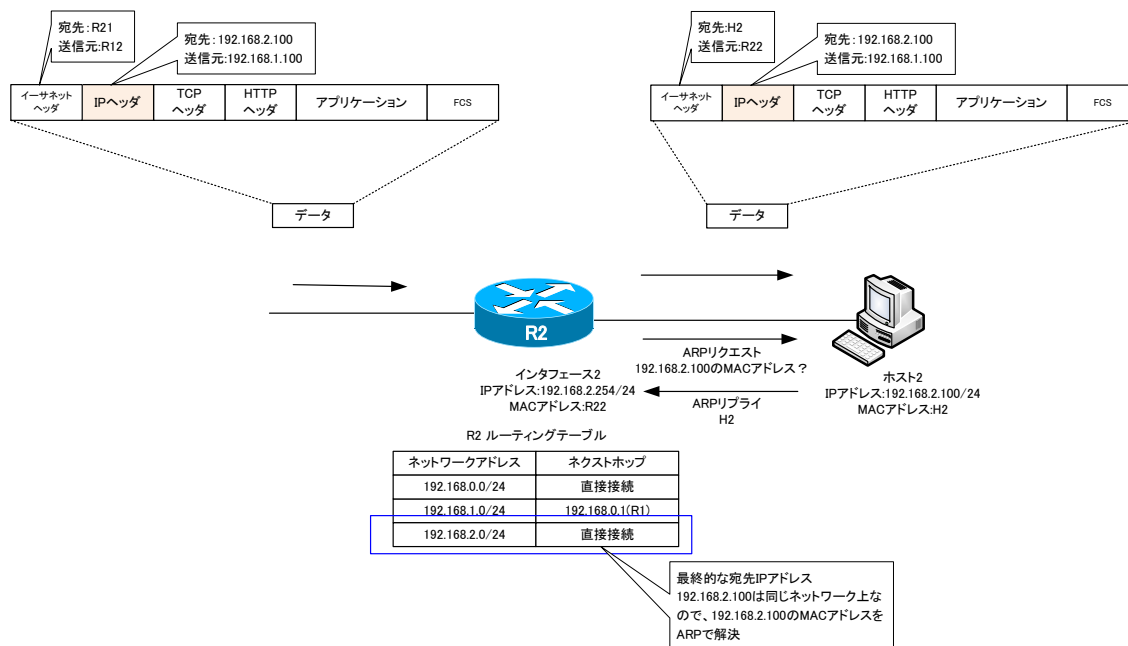 宛先:R21
送信元:R12
宛先:192.168.2.100
送信元:192.168.1.100
イーサネット
ヘッダ
IPヘッダ
TCP
ヘッダ
HTTP
ヘッダ
アプリケーション
FCS
データ
宛先:H2
送信元:R22
宛先:192.168.2.100
送信元:192.168.1.100
イーサネット
ヘッダ
IPヘッダ
TCP
ヘッダ
HTTP
ヘッダ
アプリケーション
FCS
データ
R2
インタフェース2
IPアドレス:192.168.2.254/24
MACアドレス:R22
ARPリクエスト
192.168.2.100のMACアドレス?
ARPリプライ
H2
ホスト2
IPアドレス:192.168.2.100/24
MACアドレス:H2
R2 ルーティングテーブル
ネットワークアドレス ネクストホップ
192.168.0.0/24 直接接続
192.168.1.0/24 192.168.0.1(R1)
192.168.2.0/24 直接接続
最終的な宛先IPアドレス
192.168.2.100は同じネットワーク上な
ので、192.168.2.100のMACアドレスを
ARPで解決